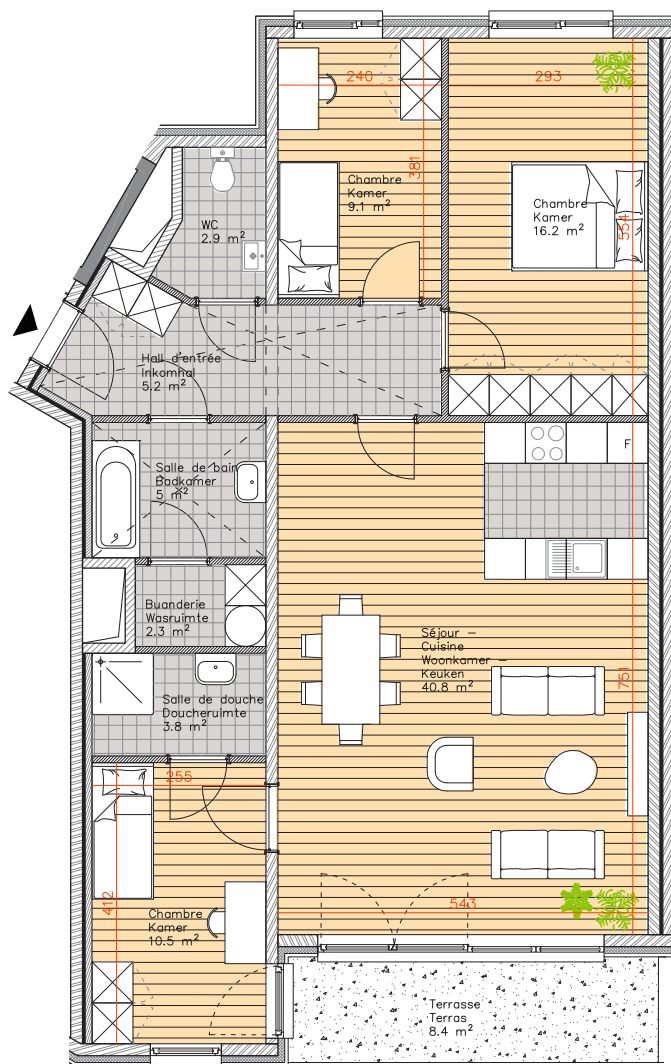 240
293
381
Chambre
Kamer
9.1 m²
Chambre
Kamer
16.2 m²
554
WC
2.9 m²
Hall d'entrée
Inkomhal
5.2 m²
F
Salle de bain
Badkamer
5 m²
Buanderie
Wasruimte
2.3 m²
Séjour –
Cuisine
Woonkamer –
Keuken
40.8 m²
751
Salle de douche
Doucheruimte
3.8 m²
255
412
Chambre
Kamer
10.5 m²
543
Terrasse
Terras
8.4 m²